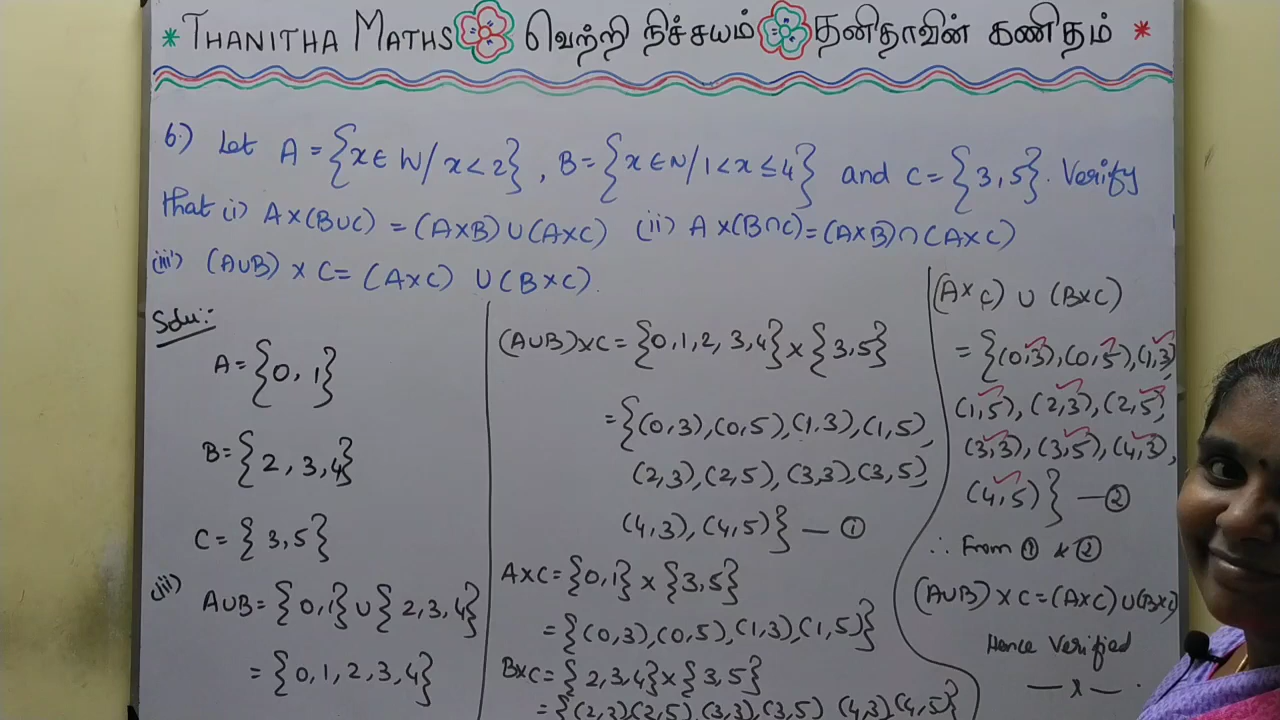 * THANITHA MATHS வெற்றி நிச்சயம் தனிதாவின் கணிதம் *
6) Let A = {x ∈ W / x < 2}, B = {x ∈ N / 1 < x ≤ 4} and C = {3, 5}. Verify
that (i) A×(B∪C) = (A×B) ∪ (A×C) (ii) A×(B∩C) = (A×B) ∩ (A×C)
(iii) (A∪B) × C = (A×C) ∪ (B×C).
Solu:-
A = {0, 1}
B = {2, 3, 4}
C = {3, 5}
(iii)
A∪B = {0, 1} ∪ {2, 3, 4}
= {0, 1, 2, 3, 4}
(A∪B)×C = {0, 1, 2, 3, 4} × {3, 5}
= {(0, 3), (0, 5), (1, 3), (1, 5),
(2, 3), (2, 5), (3, 3), (3, 5),
(4, 3), (4, 5)} — ①
A×C = {0, 1} × {3, 5}
= {(0, 3), (0, 5), (1, 3), (1, 5)}
B×C = {2, 3, 4} × {3, 5}
= {(2, 3) (2, 5), (3, 3), (3, 5) (4, 3) (4, 5)}
(A×C) ∪ (B×C)
= {(0, 3), (0, 5), (1, 3),
(1, 5), (2, 3), (2, 5),
(3, 3), (3, 5), (4, 3),
(4, 5)} — ②
∴ From ① & ②
(A∪B) × C = (A×C) ∪ (B×C)
Hence Verified
— x — .